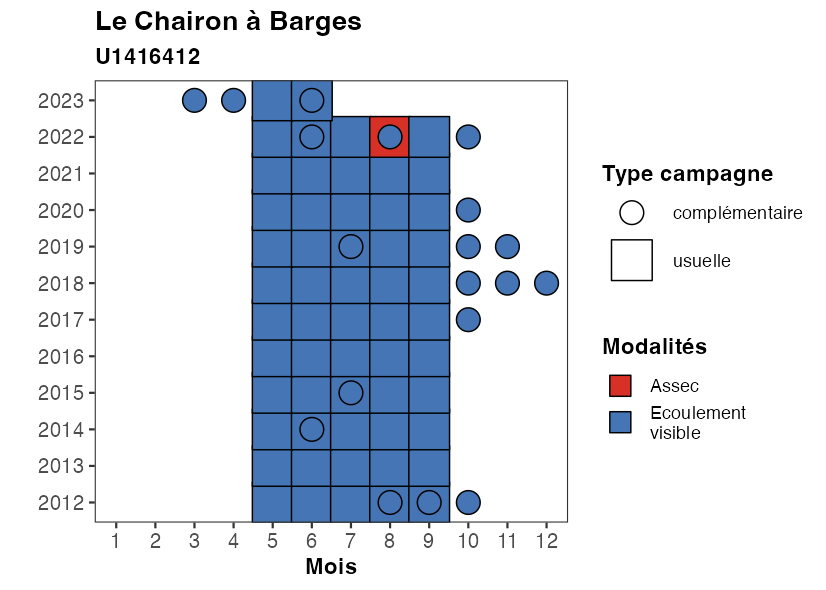 Le Chairon à Barges
U1416412
2023
2022
2021
2020
2019
2018
2017
2016
2015
2014
2013
2012
1 2 3 4 5 6 7 8 9 10 11 12
Mois
Type campagne
complémentaire
usuelle
Modalités
Assec
Ecoulement
visible